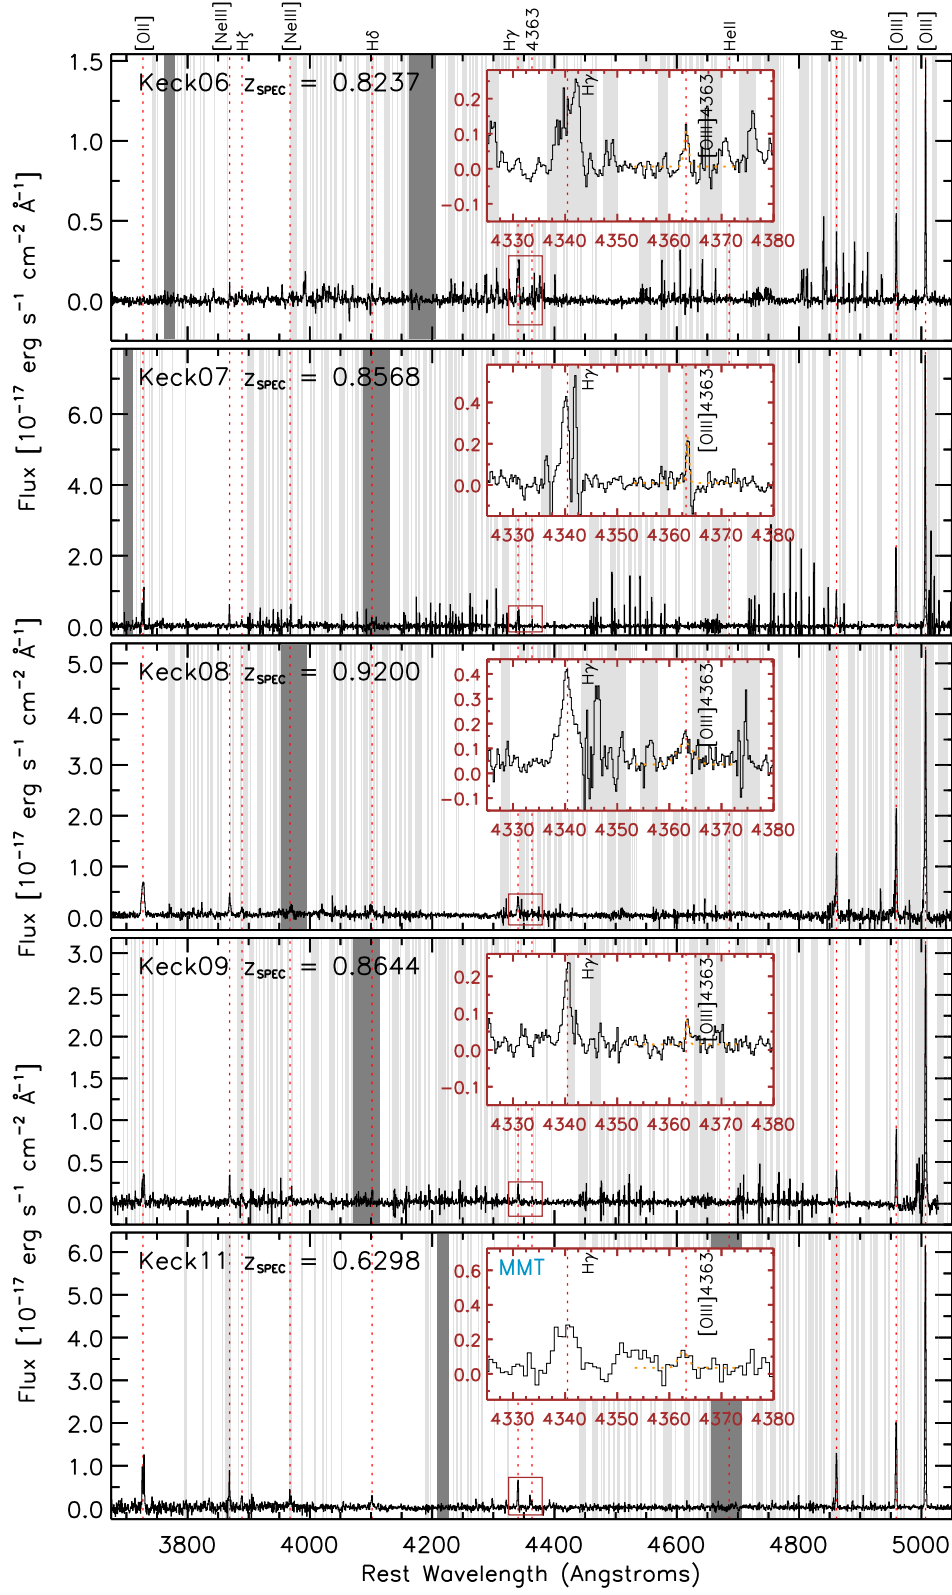 [OII] [NeIII] Hζ [NeIII] Hδ Hγ 4363 HeII Hβ [OIII] [OIII]
Keck06 zSPEC = 0.8237
1.5
1.0
0.5
0.0
Hγ [OIII]4363
0.2
0.1
0.0
−0.1
4330 4340 4350 4360 4370 4380
Flux [10⁻¹⁷ erg s⁻¹ cm⁻² Å⁻¹]
Keck07 zSPEC = 0.8568
6.0
4.0
2.0
0.0
Hγ [OIII]4363
0.4
0.2
0.0
4330 4340 4350 4360 4370 4380
Keck08 zSPEC = 0.9200
5.0
4.0
3.0
2.0
1.0
0.0
Hγ [OIII]4363
0.4
0.3
0.2
0.1
0.0
−0.1
4330 4340 4350 4360 4370 4380
Flux [10⁻¹⁷ erg s⁻¹ cm⁻² Å⁻¹]
Keck09 zSPEC = 0.8644
3.0
2.5
2.0
1.5
1.0
0.5
0.0
Hγ [OIII]4363
0.2
0.1
0.0
−0.1
4330 4340 4350 4360 4370 4380
Flux [10⁻¹⁷ erg s⁻¹ cm⁻² Å⁻¹]
Keck11 zSPEC = 0.6298
6.0
5.0
4.0
3.0
2.0
1.0
0.0
MMT Hγ [OIII]4363
0.6
0.4
0.2
0.0
4330 4340 4350 4360 4370 4380
3800 4000 4200 4400 4600 4800 5000
Rest Wavelength (Angstroms)